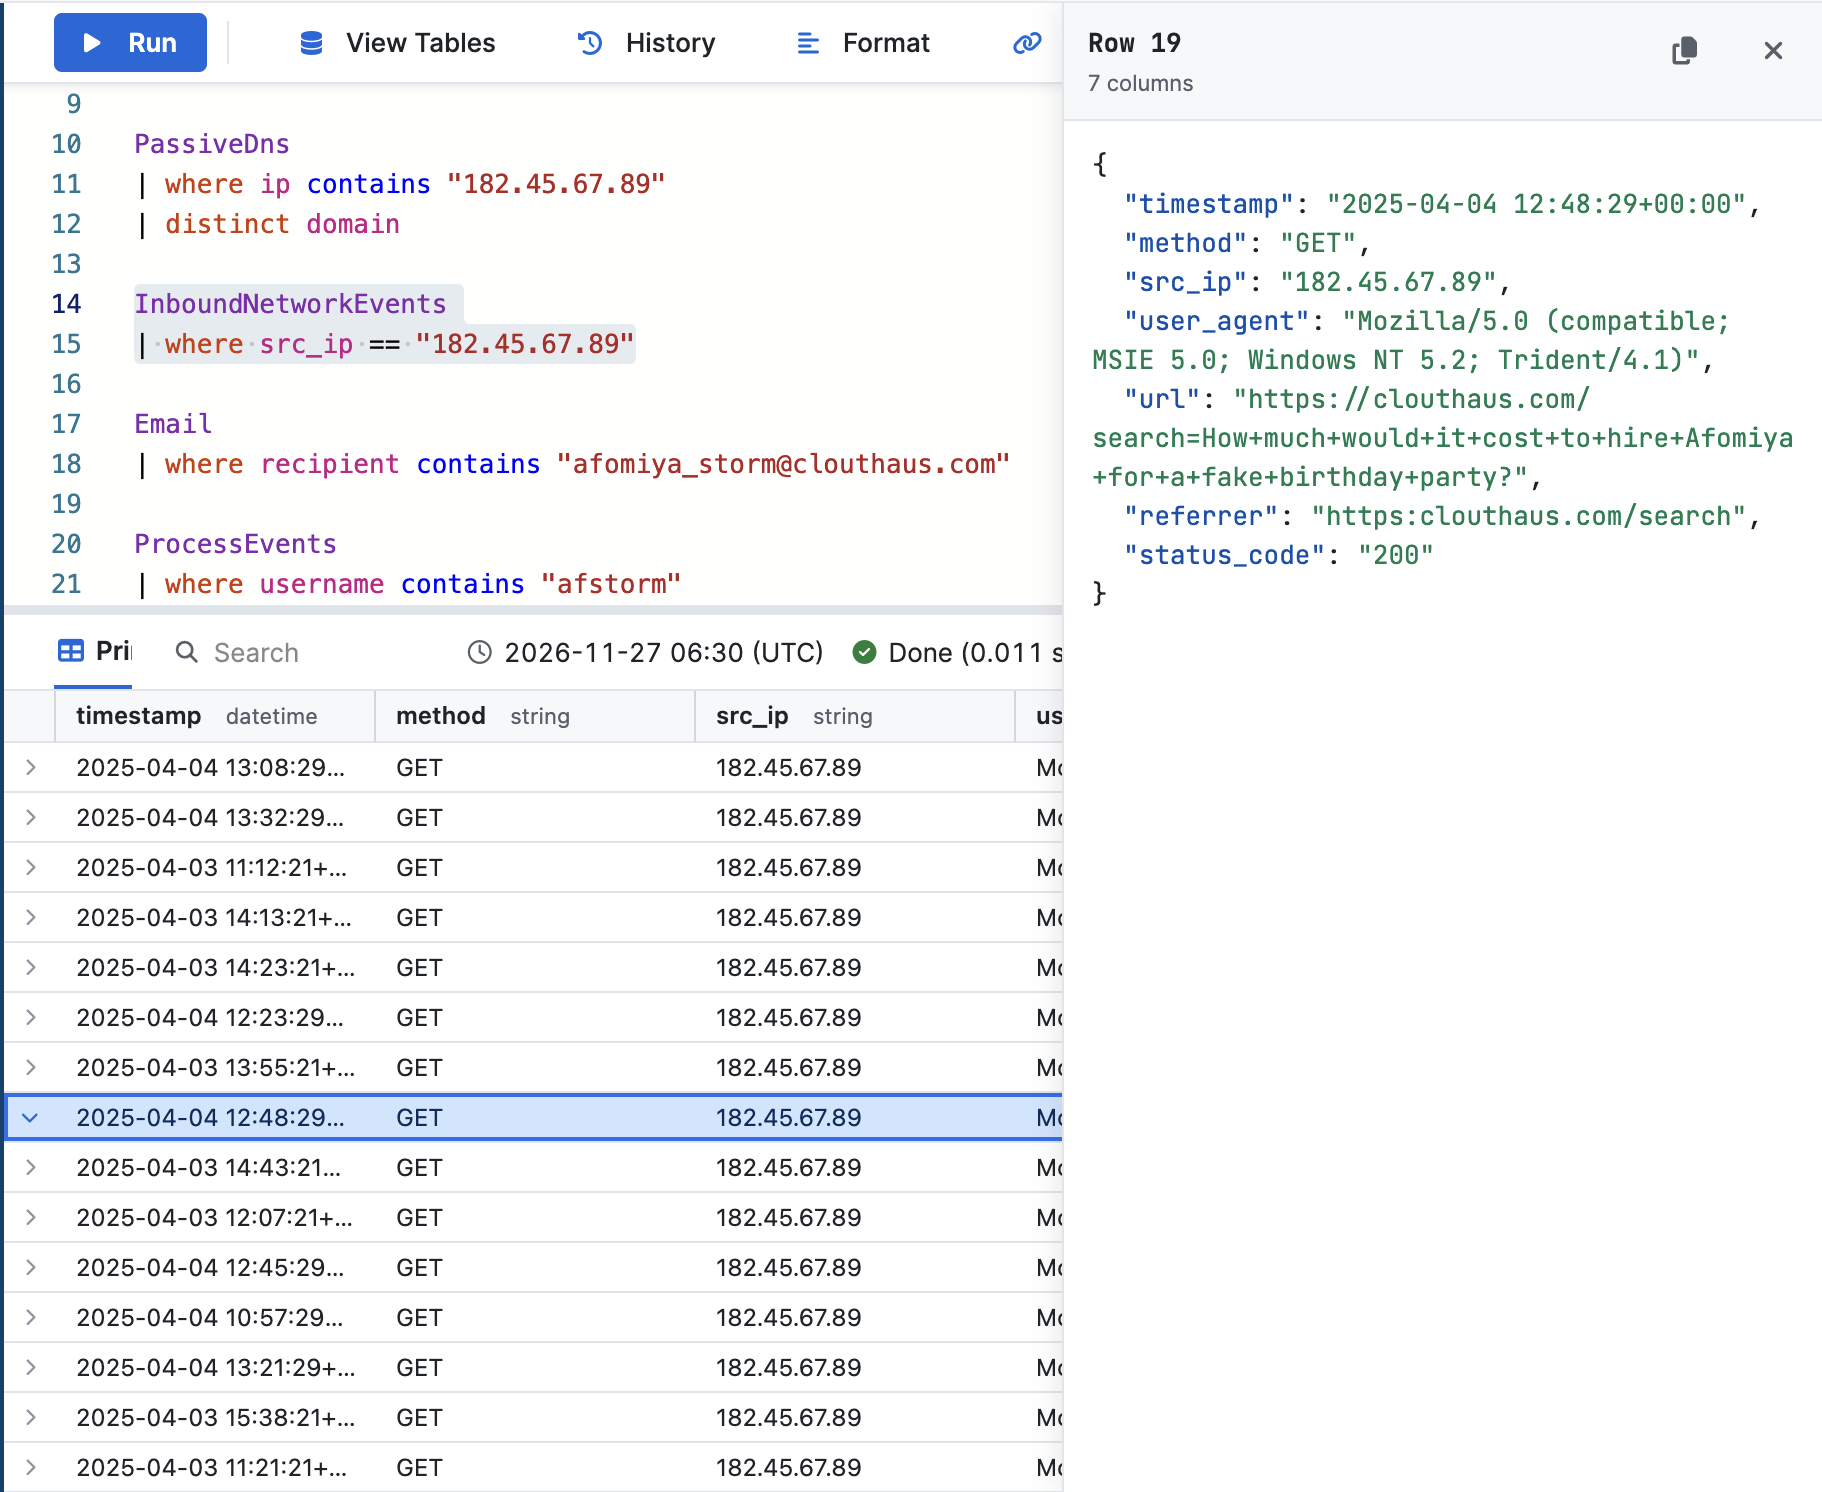 Run
View Tables
History
Format
9
10 PassiveDns
11 | where ip contains "182.45.67.89"
12 | distinct domain
13
14 InboundNetworkEvents
15 | where src_ip == "182.45.67.89"
16
17 Email
18 | where recipient contains "afomiya_storm@clouthaus.com"
19
20 ProcessEvents
21 | where username contains "afstorm"
Search
2026-11-27 06:30 (UTC)
Done (0.011 s
timestamp datetime method string src_ip string
2025-04-04 13:08:29... GET 182.45.67.89
2025-04-04 13:32:29... GET 182.45.67.89
2025-04-03 11:12:21+... GET 182.45.67.89
2025-04-03 14:13:21+... GET 182.45.67.89
2025-04-03 14:23:21+... GET 182.45.67.89
2025-04-04 12:23:29... GET 182.45.67.89
2025-04-03 13:55:21+... GET 182.45.67.89
2025-04-04 12:48:29... GET 182.45.67.89
2025-04-03 14:43:21... GET 182.45.67.89
2025-04-03 12:07:21+... GET 182.45.67.89
2025-04-04 12:45:29... GET 182.45.67.89
2025-04-04 10:57:29... GET 182.45.67.89
2025-04-04 13:21:29+... GET 182.45.67.89
2025-04-03 15:38:21+... GET 182.45.67.89
2025-04-03 11:21:21+... GET 182.45.67.89
Row 19
7 columns
{
"timestamp": "2025-04-04 12:48:29+00:00",
"method": "GET",
"src_ip": "182.45.67.89",
"user_agent": "Mozilla/5.0 (compatible;
MSIE 5.0; Windows NT 5.2; Trident/4.1)",
"url": "https://clouthaus.com/
search=How+much+would+it+cost+to+hire+Afomiya
+for+a+fake+birthday+party?",
"referrer": "https:clouthaus.com/search",
"status_code": "200"
}